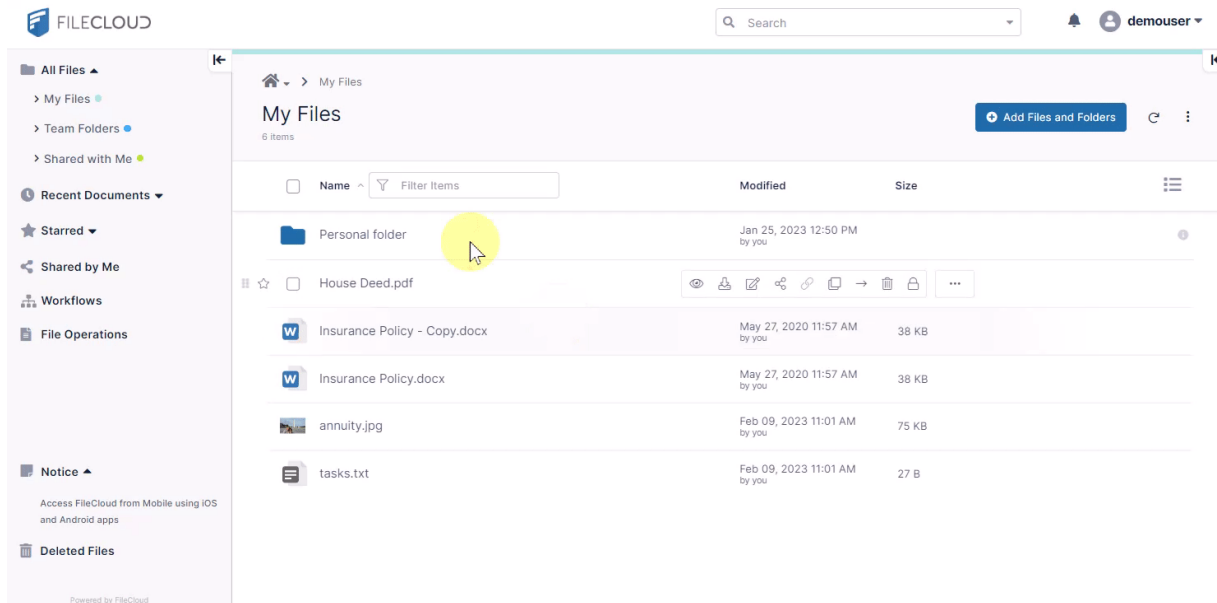 FILECLOUD
Search
demouser
All Files
My Files
My Files
Team Folders
My Files
6 items
Add Files and Folders
Shared with Me
Recent Documents
Name
Filter Items
Modified
Size
Starred
Personal folder
Jan 25, 2023 12:50 PM
by you
Shared by Me
House Deed.pdf
Workflows
Insurance Policy - Copy.docx
May 27, 2020 11:57 AM
by you
38 KB
File Operations
Insurance Policy.docx
May 27, 2020 11:57 AM
by you
38 KB
annuity.jpg
Feb 09, 2023 11:01 AM
by you
75 KB
tasks.txt
Feb 09, 2023 11:01 AM
by you
27 B
Notice
Access FileCloud from Mobile using iOS
and Android apps
Deleted Files
Powered by FileCloud